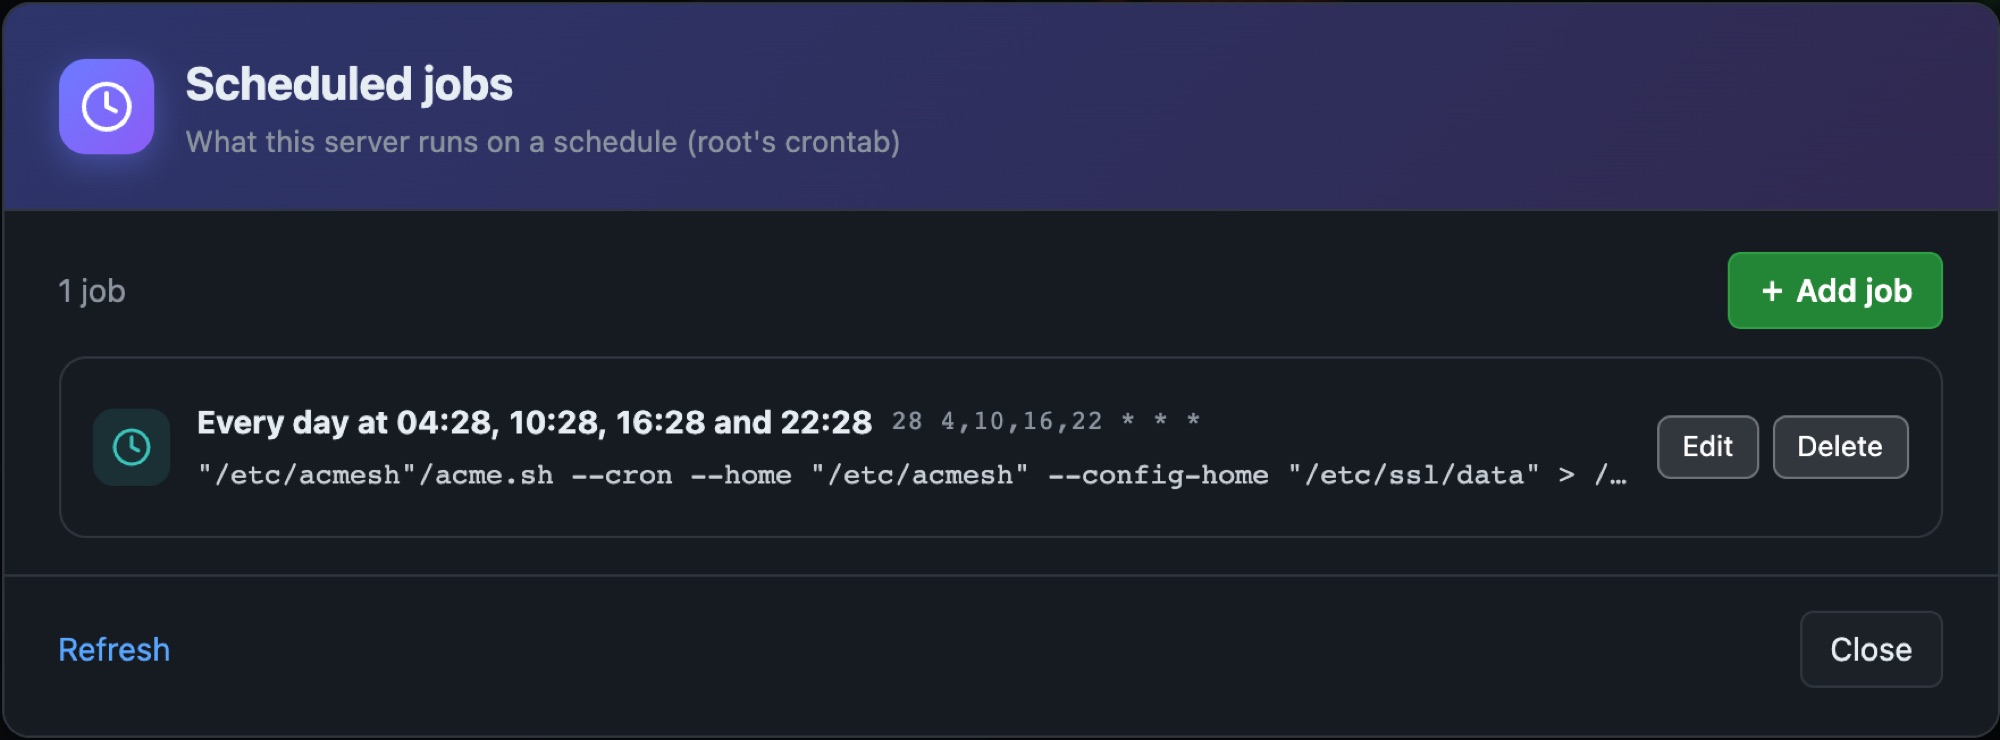 Scheduled jobs
What this server runs on a schedule (root's crontab)
1 job
+ Add job
Every day at 04:28, 10:28, 16:28 and 22:28 28 4,10,16,22 * * *
"/etc/acmesh"/acme.sh --cron --home "/etc/acmesh" --config-home "/etc/ssl/data" > /…
Edit
Delete
Refresh
Close